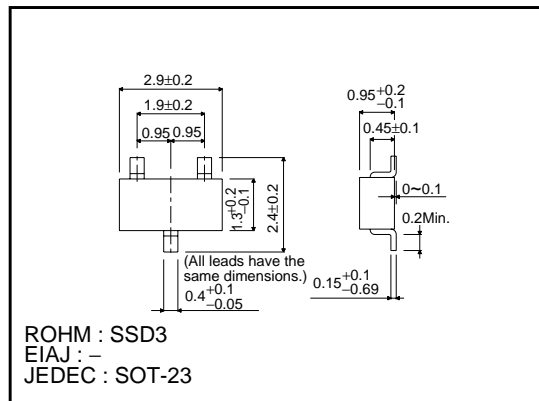 2.9±0.2
1.9±0.2
0.95 0.95
1.3+0.2 −0.1
2.4±0.2
(All leads have the
same dimensions.)
0.4+0.1 −0.05
0.95+0.2 −0.1
0.45±0.1
0~0.1
0.2Min.
0.15+0.1 −0.69
ROHM : SSD3
EIAJ : −
JEDEC : SOT-23